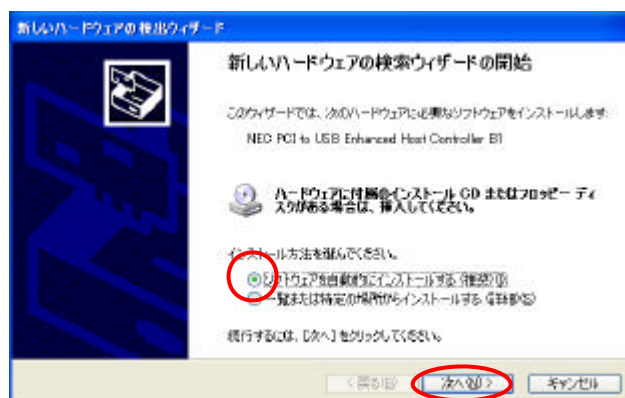 新しいハードウェアの検出ウィザード
新しいハードウェアの検索ウィザードの開始
このウィザードでは、次のハードウェアに必要なソフトウェアをインストールします:
NEC PCI to USB Enhanced Host Controller B1
ハードウェアに付属のインストール CD またはフロッピー ディ
スクがある場合は、挿入してください。
インストール方法を選んでください。
ソフトウェアを自動的にインストールする (推奨)(I)
一覧または特定の場所からインストールする (詳細)(S)
続行するには、[次へ] をクリックしてください。
< 戻る(B)
次へ(N) >
キャンセル